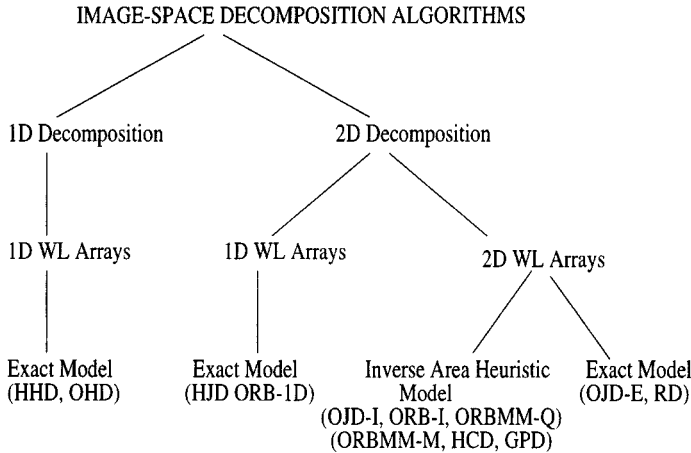 IMAGE-SPACE DECOMPOSITION ALGORITHMS
1D Decomposition
2D Decomposition
1D WL Arrays
1D WL Arrays
2D WL Arrays
Exact Model
(HHD, OHD)
Exact Model
(HJD ORB-1D)
Inverse Area Heuristic
Model
(OJD-I, ORB-I, ORBMM-Q)
(ORBMM-M, HCD, GPD)
Exact Model
(OJD-E, RD)